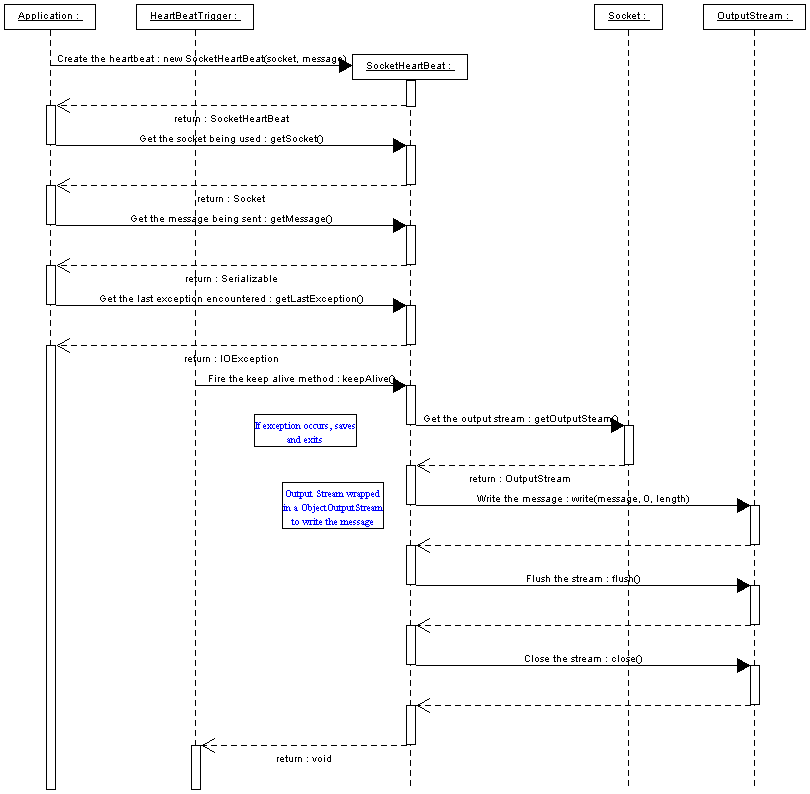 Application :
HeartBeatTrigger :
Socket :
OutputStream :
Create the heartbeat : new SocketHeartBeat(socket, message)
SocketHeartBeat :
return : SocketHeartBeat
Get the socket being used : getSocket()
return : Socket
Get the message being sent : getMessage()
return : Serializable
Get the last exception encountered : getLastException()
return : IOException
Fire the keep alive method : keepAlive()
If exception occurs, saves
and exits
Get the output stream : getOutputSteam()
return : OutputStream
Output Stream wrapped
in a ObjectOutputStream
to write the message
Write the message : write(message, 0, length)
Flush the stream : flush()
Close the stream : close()
return : void